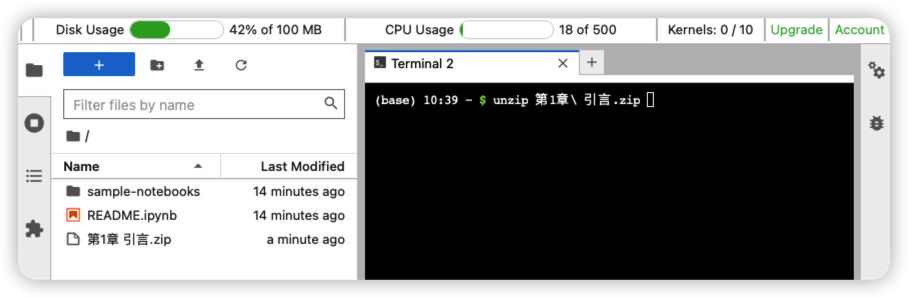 Disk Usage 42% of 100 MB CPU Usage 18 of 500 Kernels: 0 / 10 Upgrade Account
Terminal 2
Filter files by name
/
Name Last Modified
sample-notebooks 14 minutes ago
README.ipynb 14 minutes ago
第1章 引言.zip a minute ago
(base) 10:39 ~ $ unzip 第1章\ 引言.zip